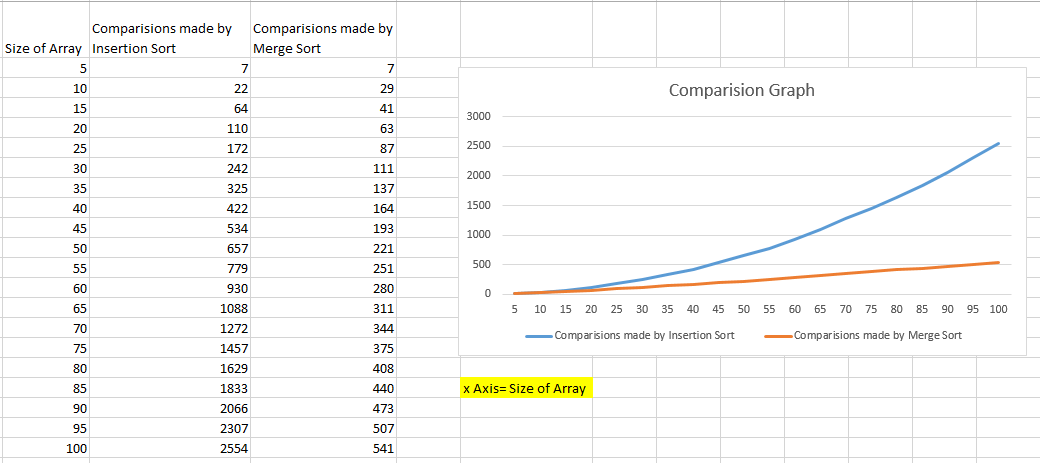 Comparisions made by Comparisions made by
Size of Array Insertion Sort Merge Sort
5 7 7
10 22 29
15 64 41
20 110 63
25 172 87
30 242 111
35 325 137
40 422 164
45 534 193
50 657 221
55 779 251
60 930 280
65 1088 311
70 1272 344
75 1457 375
80 1629 408
85 1833 440
90 2066 473
95 2307 507
100 2554 541
Comparision Graph
3000
2500
2000
1500
1000
500
0
5 10 15 20 25 30 35 40 45 50 55 60 65 70 75 80 85 90 95 100
Comparisions made by Insertion Sort Comparisions made by Merge Sort
x Axis= Size of Array